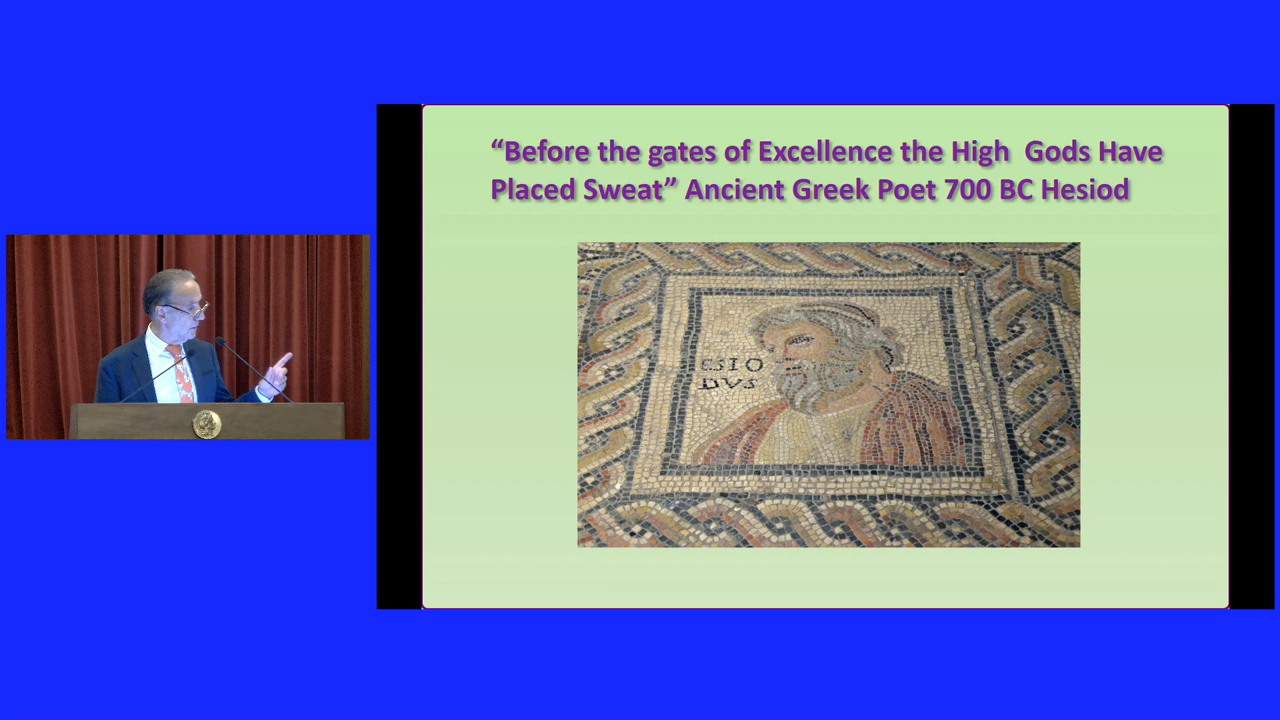 “Before the gates of Excellence the High  Gods Have
Placed Sweat” Ancient Greek Poet 700 BC Hesiod
ESIO
DVS